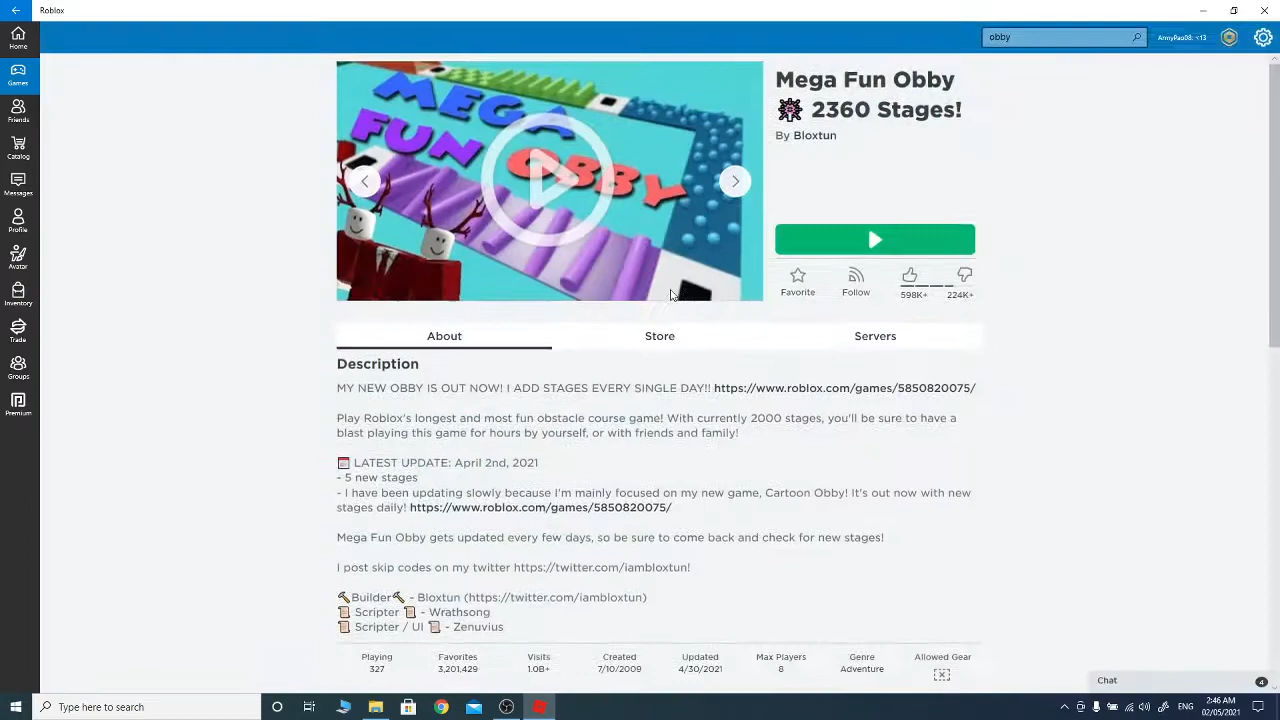 Roblox
Home
Games
Friends
Catalog
Messages
Profile
Avatar
Inventory
Trade
Groups
Premium
obby
AnnyPau08: <13
MEGA
FUN OBBY
Mega Fun Obby
2360 Stages!
By Bloxtun
Favorite
Follow
598K+
224K+
About
Store
Servers
Description
MY NEW OBBY IS OUT NOW! I ADD STAGES EVERY SINGLE DAY!! https://www.roblox.com/games/5850820075/
Play Roblox's longest and most fun obstacle course game! With currently 2000 stages, you'll be sure to have a
blast playing this game for hours by yourself, or with friends and family!
LATEST UPDATE: April 2nd, 2021
- 5 new stages
- I have been updating slowly because I'm mainly focused on my new game, Cartoon Obby! It's out now with new
stages daily! https://www.roblox.com/games/5850820075/
Mega Fun Obby gets updated every few days, so be sure to come back and check for new stages!
I post skip codes on my twitter https://twitter.com/iambloxtun!
Builder - Bloxtun (https://twitter.com/iambloxtun)
Scripter - Wrathsong
Scripter / UI - Zenuvius
Playing Favorites Visits Created Updated Max Players Genre Allowed Gear
327 3,201,429 1.0B+ 7/10/2009 4/30/2021 8 Adventure
Chat 4
Type here to search
2:46 AM
02/05/2021